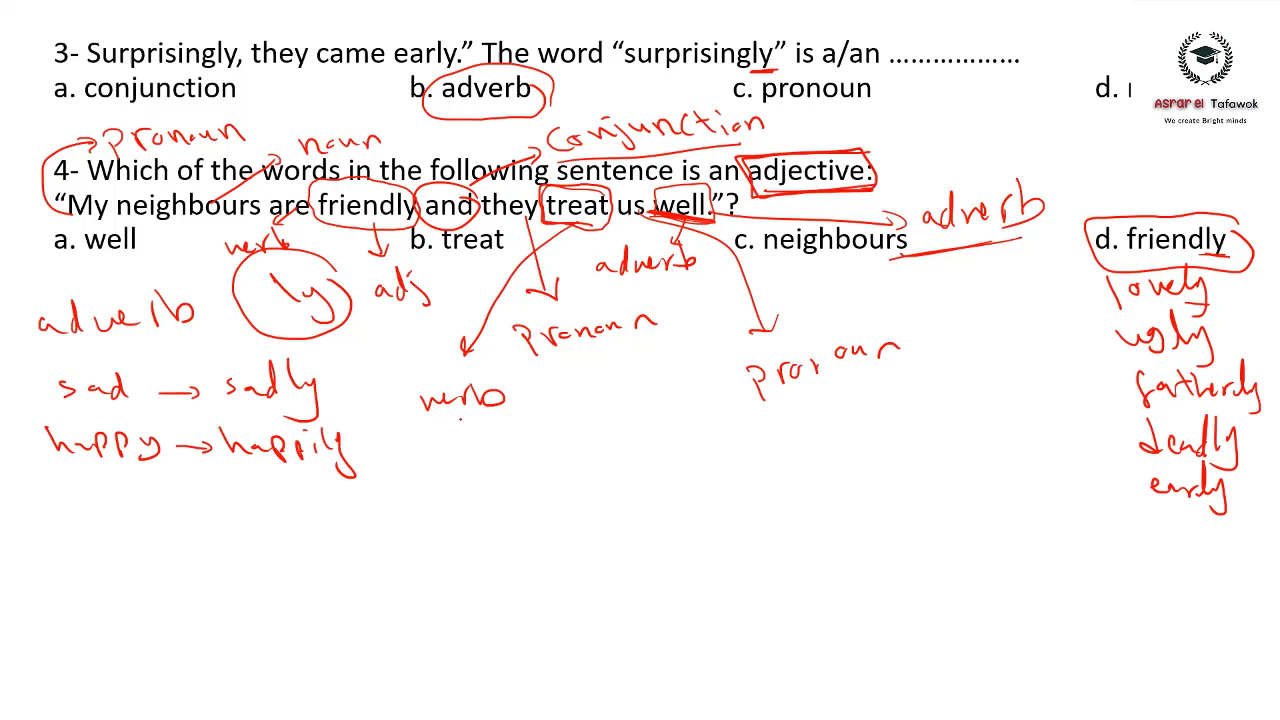 3- Surprisingly, they came early.” The word “surprisingly” is a/an ………………
a. conjunction b. adverb c. pronoun d. 
Asrar el Tafawok
We create Bright minds
pronoun noun conjunction
4- Which of the words in the following sentence is an adjective:
“My neighbours are friendly and they treat us well.”?
adverb
a. well b. treat c. neighbours d. friendly
verb ly adj adverb lovely
adverb pronoun ugly
sad → sadly verb pronoun fatherly
happy → happily deadly
early